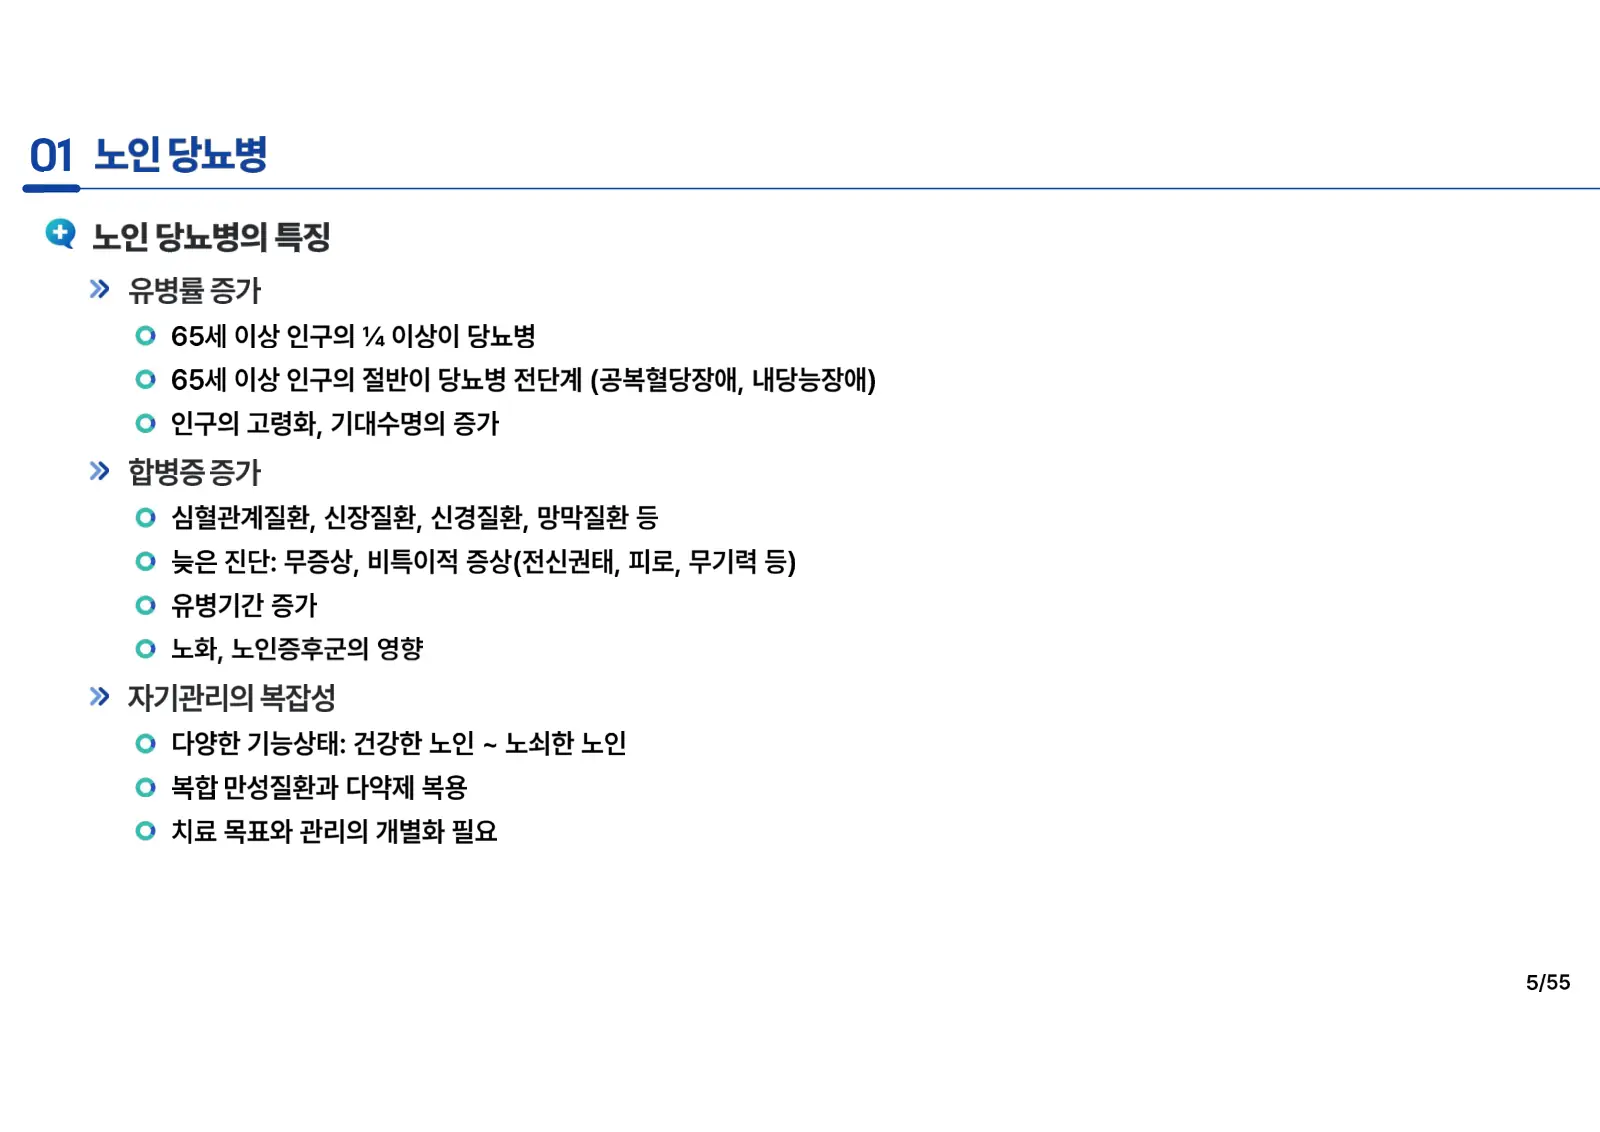 01 노인 당뇨병
노인 당뇨병의 특징
유병률 증가
65세 이상 인구의 ¼ 이상이 당뇨병
65세 이상 인구의 절반이 당뇨병 전단계 (공복혈당장애, 내당능장애)
인구의 고령화, 기대수명의 증가
합병증 증가
심혈관계질환, 신장질환, 신경질환, 망막질환 등
늦은 진단: 무증상, 비특이적 증상(전신권태, 피로, 무기력 등)
유병기간 증가
노화, 노인증후군의 영향
자기관리의 복잡성
다양한 기능상태: 건강한 노인 ~ 노쇠한 노인
복합 만성질환과 다약제 복용
치료 목표와 관리의 개별화 필요
5/55